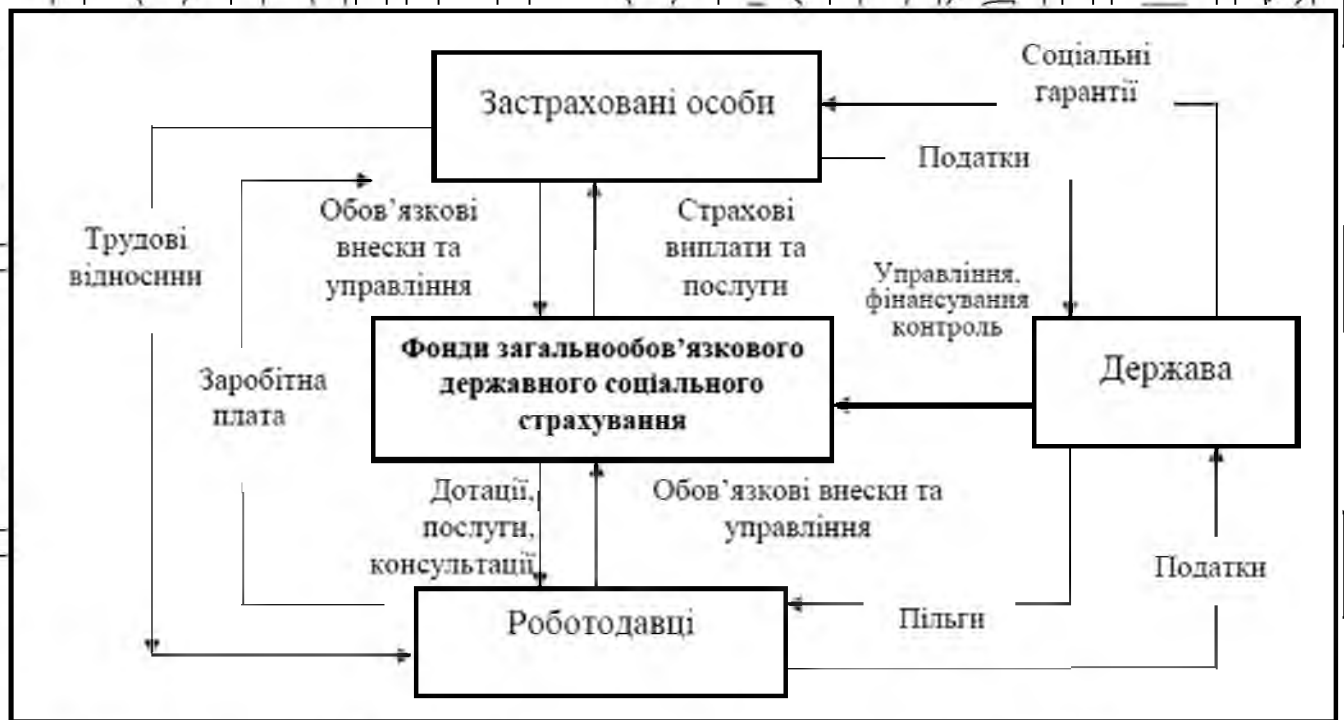 Соціальні
гарантії
Застраховані особи
Податки
Обов’язкові
внески та
управління
Страхові
виплати та
послуги
Трудові
відносини
Управління,
фінансування
контроль
Фонди загальнообов’язкового
державного соціального
страхування
Держава
Заробітна
плата
Дотації,
послуги,
консультації
Обов’язкові внески та
управління
Податки
Роботодавці
Пільги